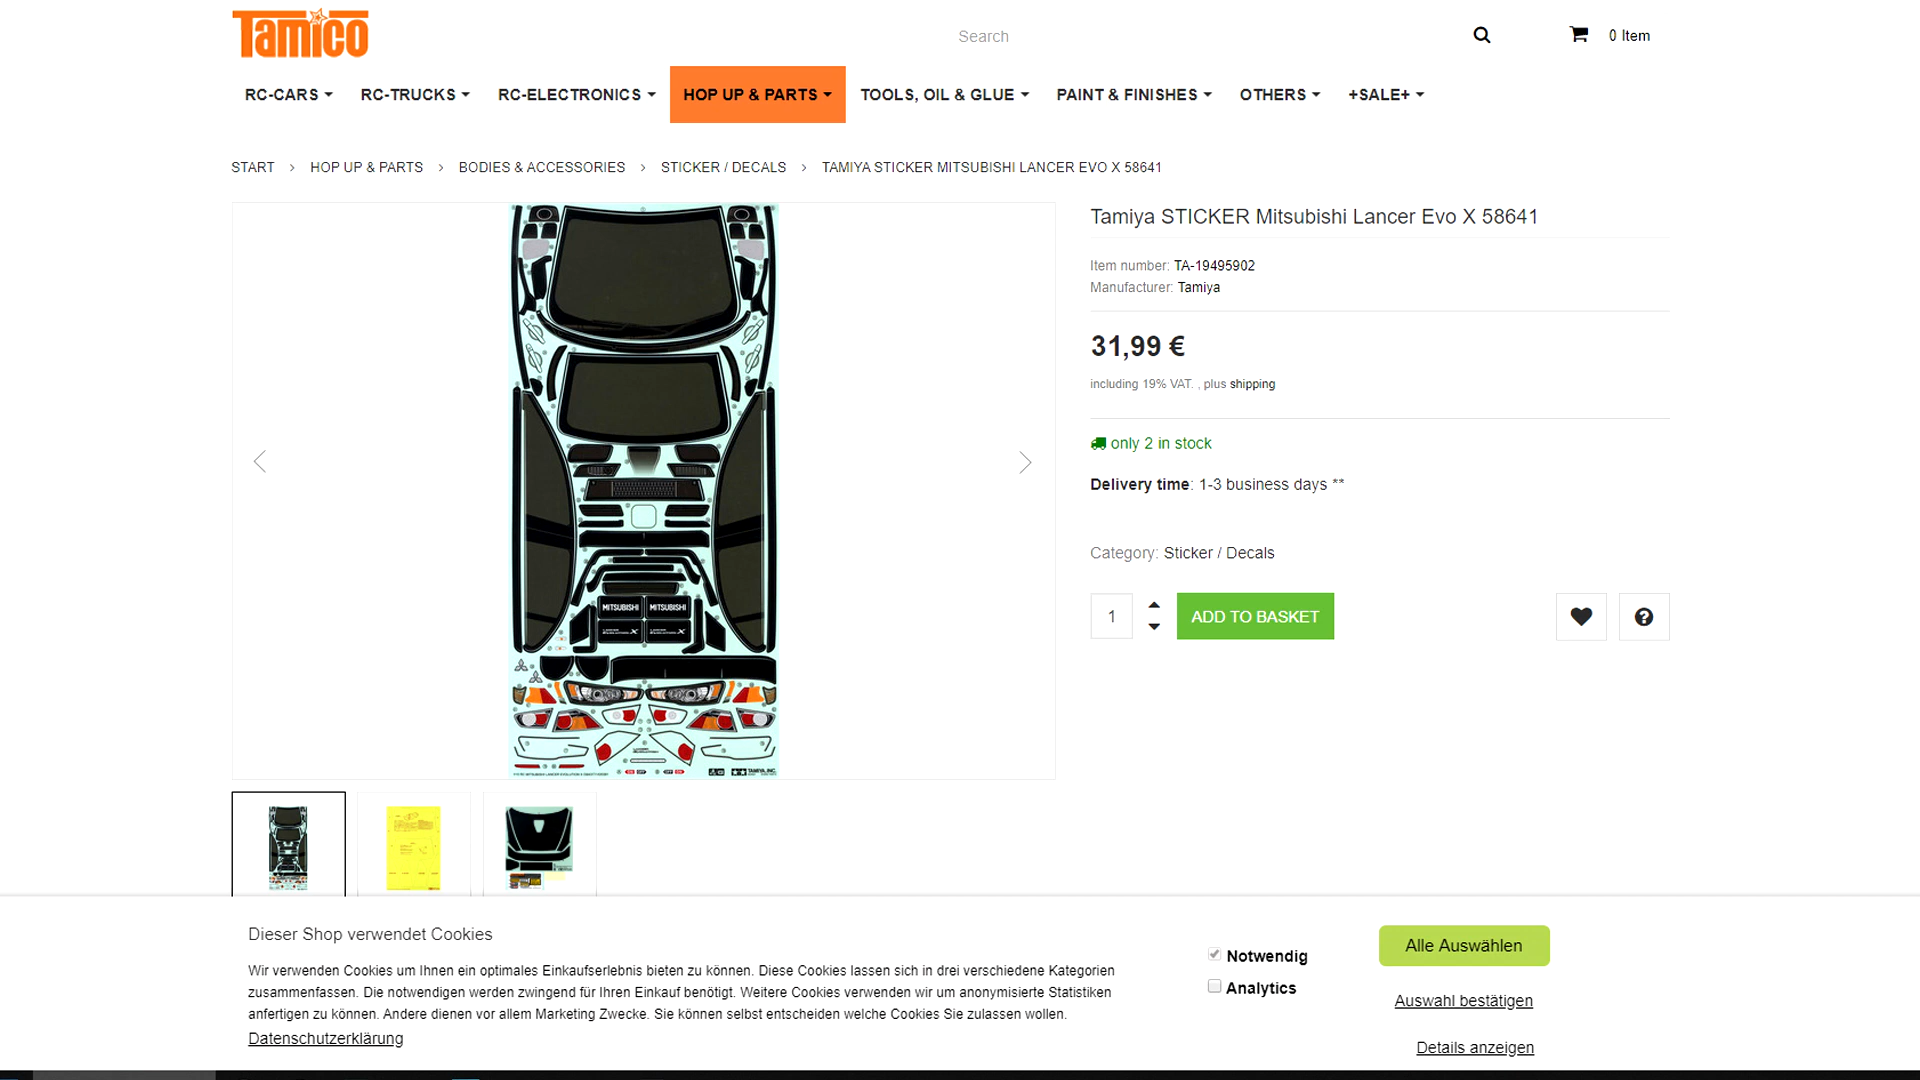 Tamico
Search
0 Item
RC-CARS
RC-TRUCKS
RC-ELECTRONICS
HOP UP & PARTS
TOOLS, OIL & GLUE
PAINT & FINISHES
OTHERS
+SALE+
START > HOP UP & PARTS > BODIES & ACCESSORIES > STICKER / DECALS > TAMIYA STICKER MITSUBISHI LANCER EVO X 58641
MITSUBISHI MITSUBISHI
Tamiya STICKER Mitsubishi Lancer Evo X 58641
Item number: TA-19495902
Manufacturer: Tamiya
31,99 €
including 19% VAT. , plus shipping
only 2 in stock
Delivery time: 1-3 business days **
Category: Sticker / Decals
1
ADD TO BASKET
Dieser Shop verwendet Cookies
Wir verwenden Cookies um Ihnen ein optimales Einkaufserlebnis bieten zu können. Diese Cookies lassen sich in drei verschiedene Kategorien
zusammenfassen. Die notwendigen werden zwingend für Ihren Einkauf benötigt. Weitere Cookies verwenden wir um anonymisierte Statistiken
anfertigen zu können. Andere dienen vor allem Marketing Zwecke. Sie können selbst entscheiden welche Cookies Sie zulassen wollen.
Datenschutzerklärung
Notwendig
Analytics
Alle Auswählen
Auswahl bestätigen
Details anzeigen